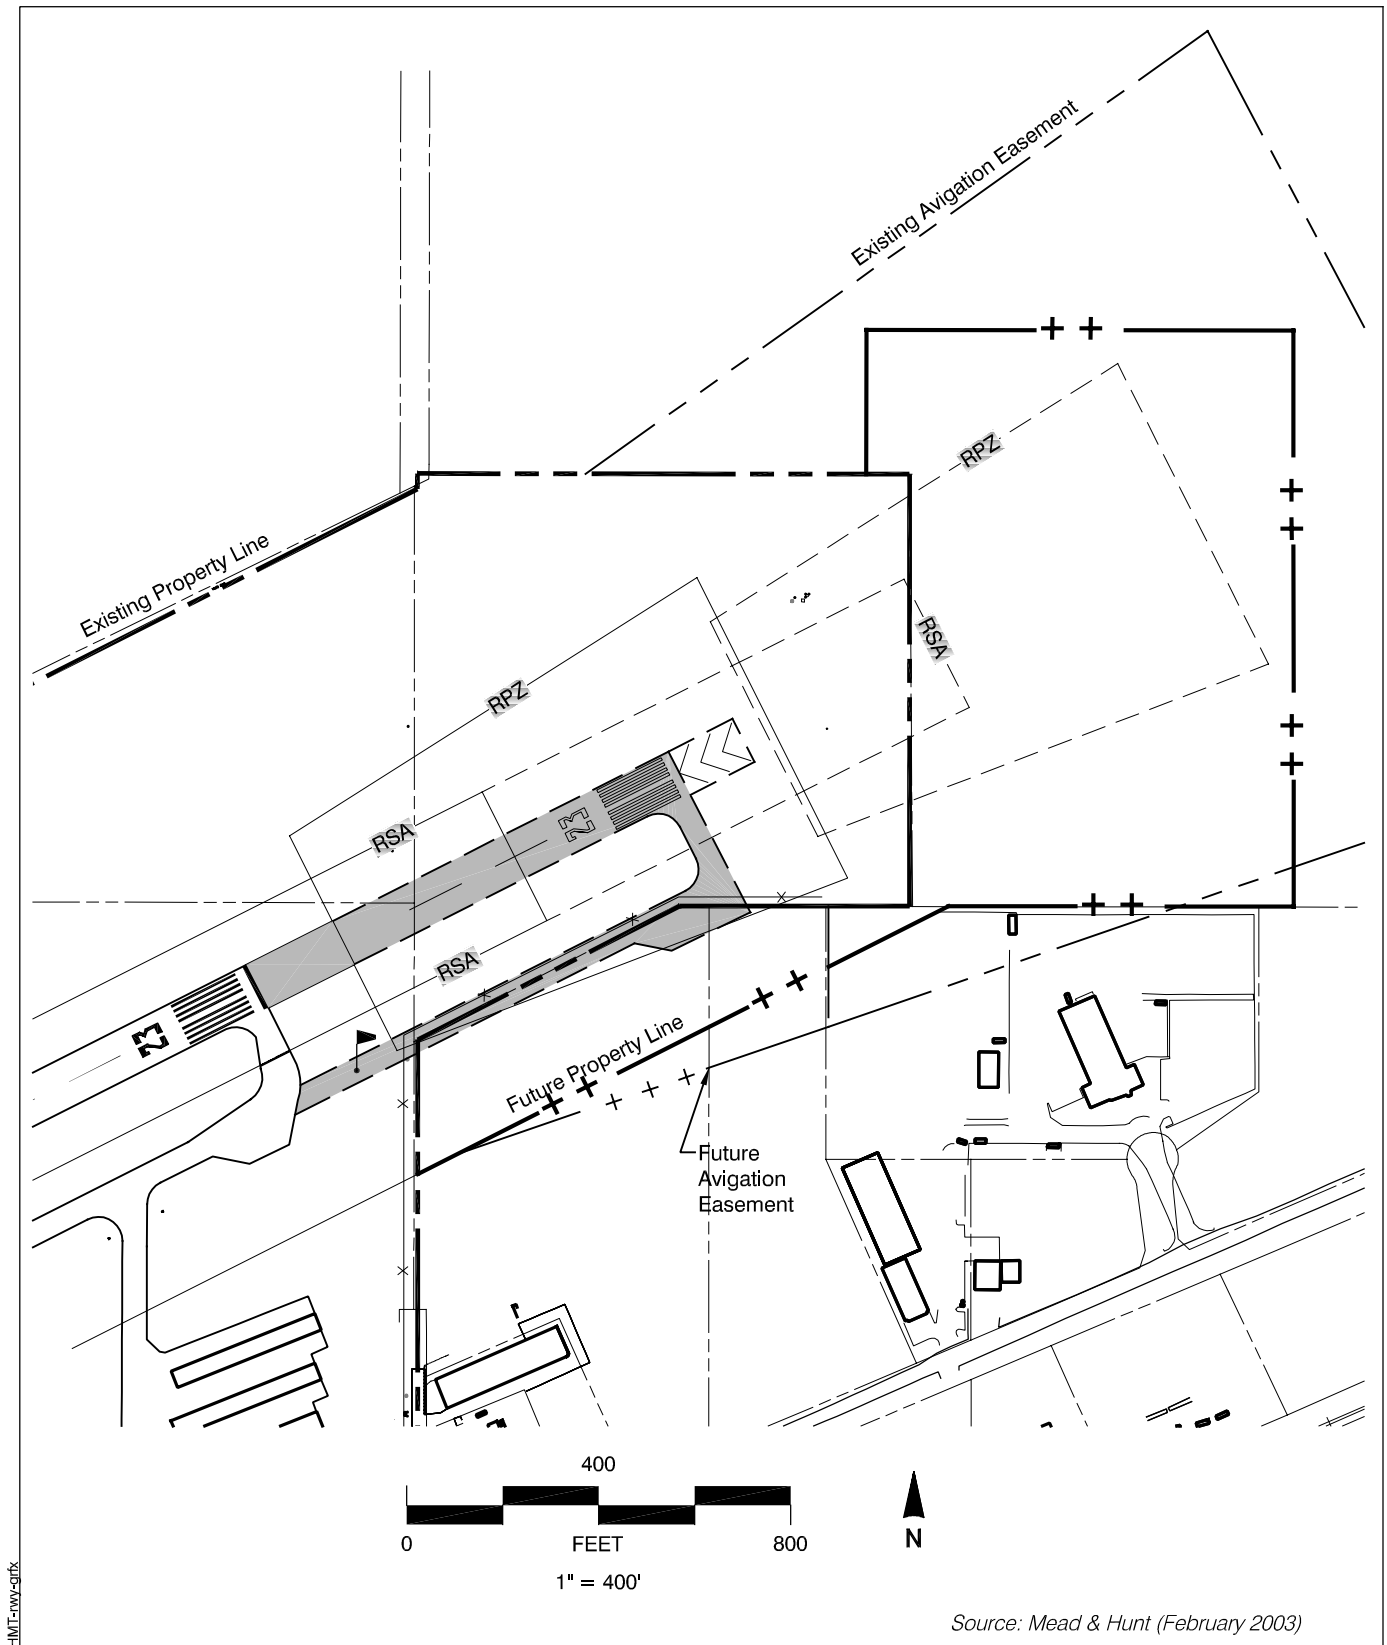 Existing Avigation Easement
RPZ
Existing Property Line
RSA
RPZ
23
RSA
RSA
23
Future Property Line
Future
Avigation
Easement
400
0
FEET
800
N
1" = 400'
HMT-rwy-grfx
Source: Mead & Hunt (February 2003)